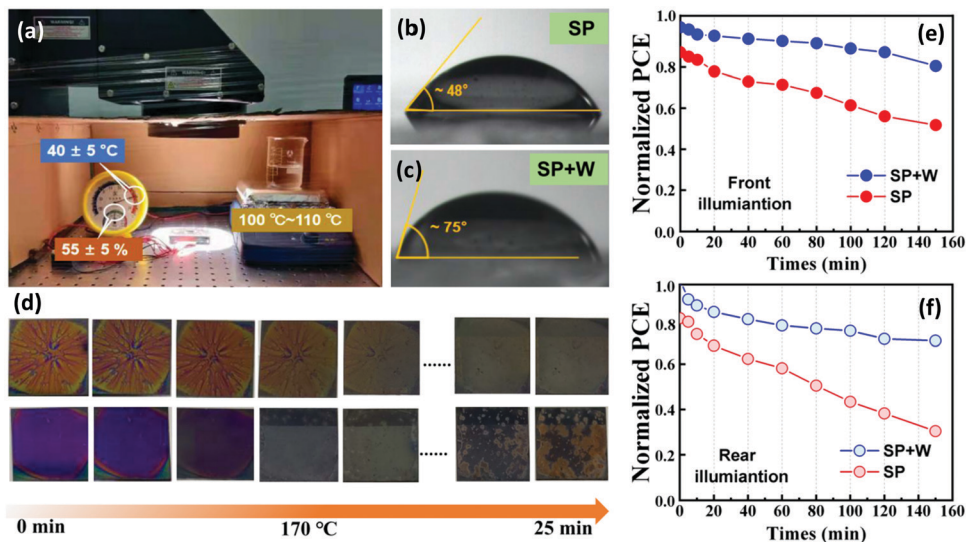 (a)
40 ± 5 °C
100 °C~110 °C
55 ± 5 %
(b)
SP
~ 48°
(c)
SP+W
~ 75°
(d)
......
......
0 min
170 °C
25 min
(e)
Normalized PCE
1.0
0.8
0.6
0.4
0.2
0.0
SP+W
SP
Front
illumiantion
0 20 40 60 80 100 120 140 160
Times (min)
(f)
Normalized PCE
1.0
0.8
0.6
0.4
0.2
0.0
SP+W
SP
Rear
illumiantion
0 20 40 60 80 100 120 140 160
Times (min)